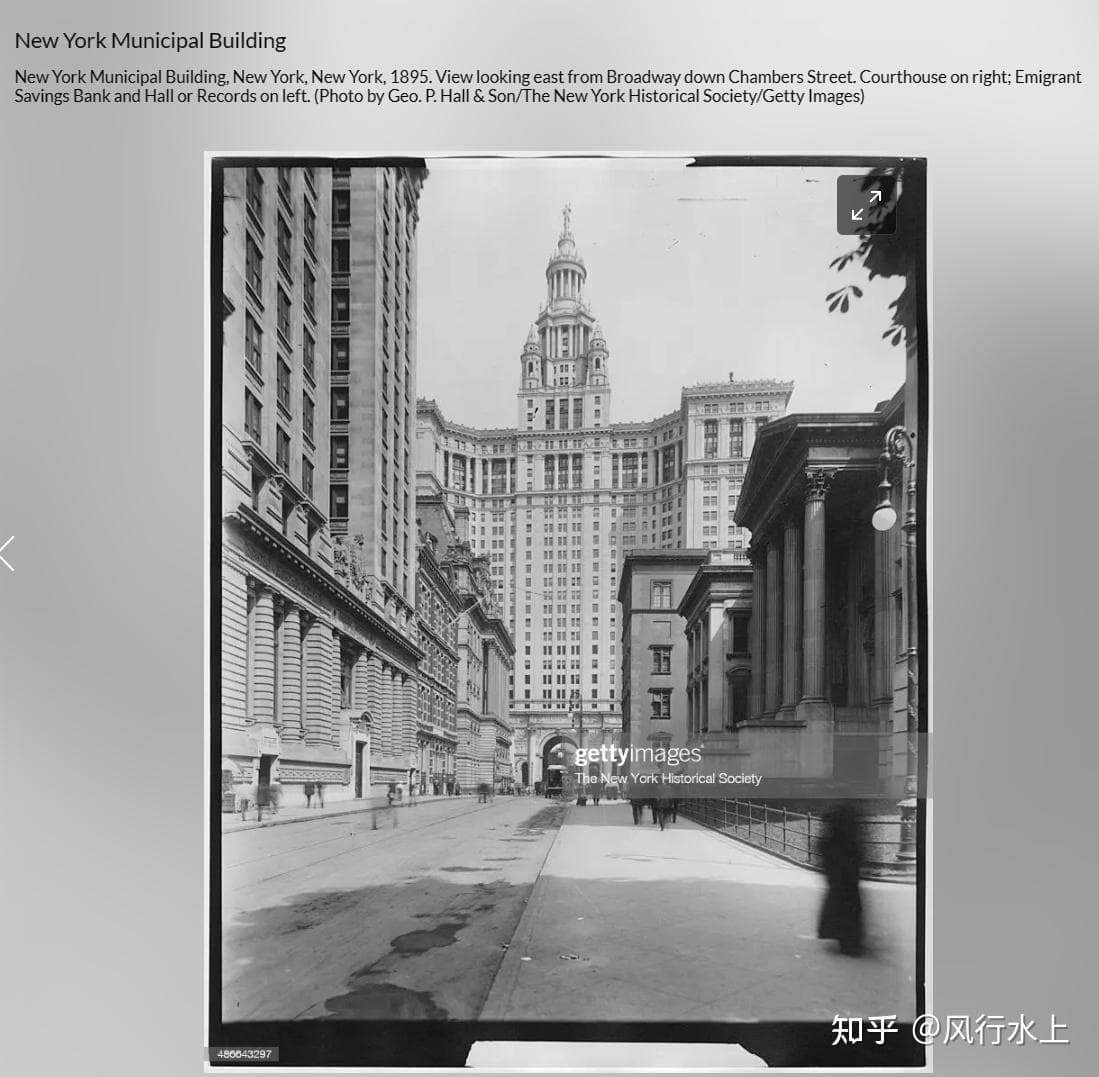 New York Municipal Building
New York Municipal Building, New York, New York, 1895. View looking east from Broadway down Chambers Street. Courthouse on right; Emigrant
Savings Bank and Hall or Records on left. (Photo by Geo. P. Hall & Son/The New York Historical Society/Getty Images)
gettyimages
The New York Historical Society
486643297
知乎 @风行水上